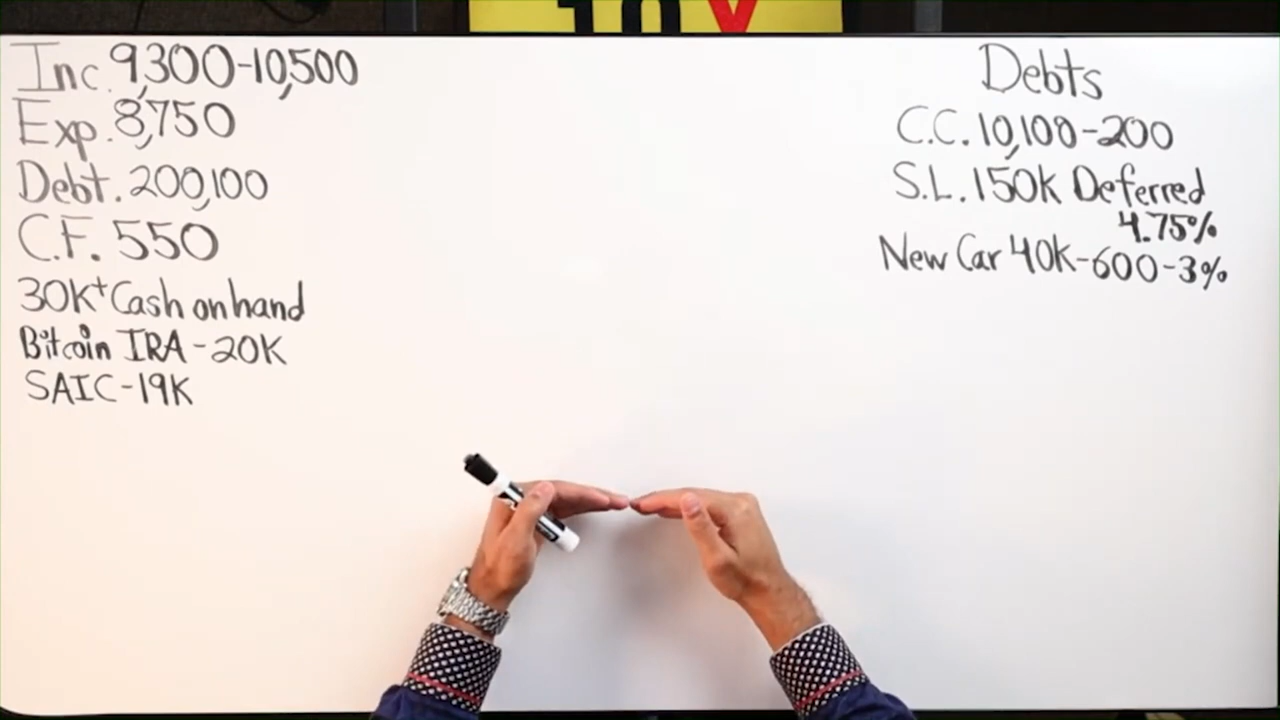 10X
Inc. 9,300-10,500
Exp. 8,750
Debt. 200,100
C.F. 550
30K+ Cash on hand
Bitcoin IRA-20K
SAIC-19K
Debts
C.C. 10,100-200
S.L. 150K Deferred
4.75%
New Car 40K-600-3%